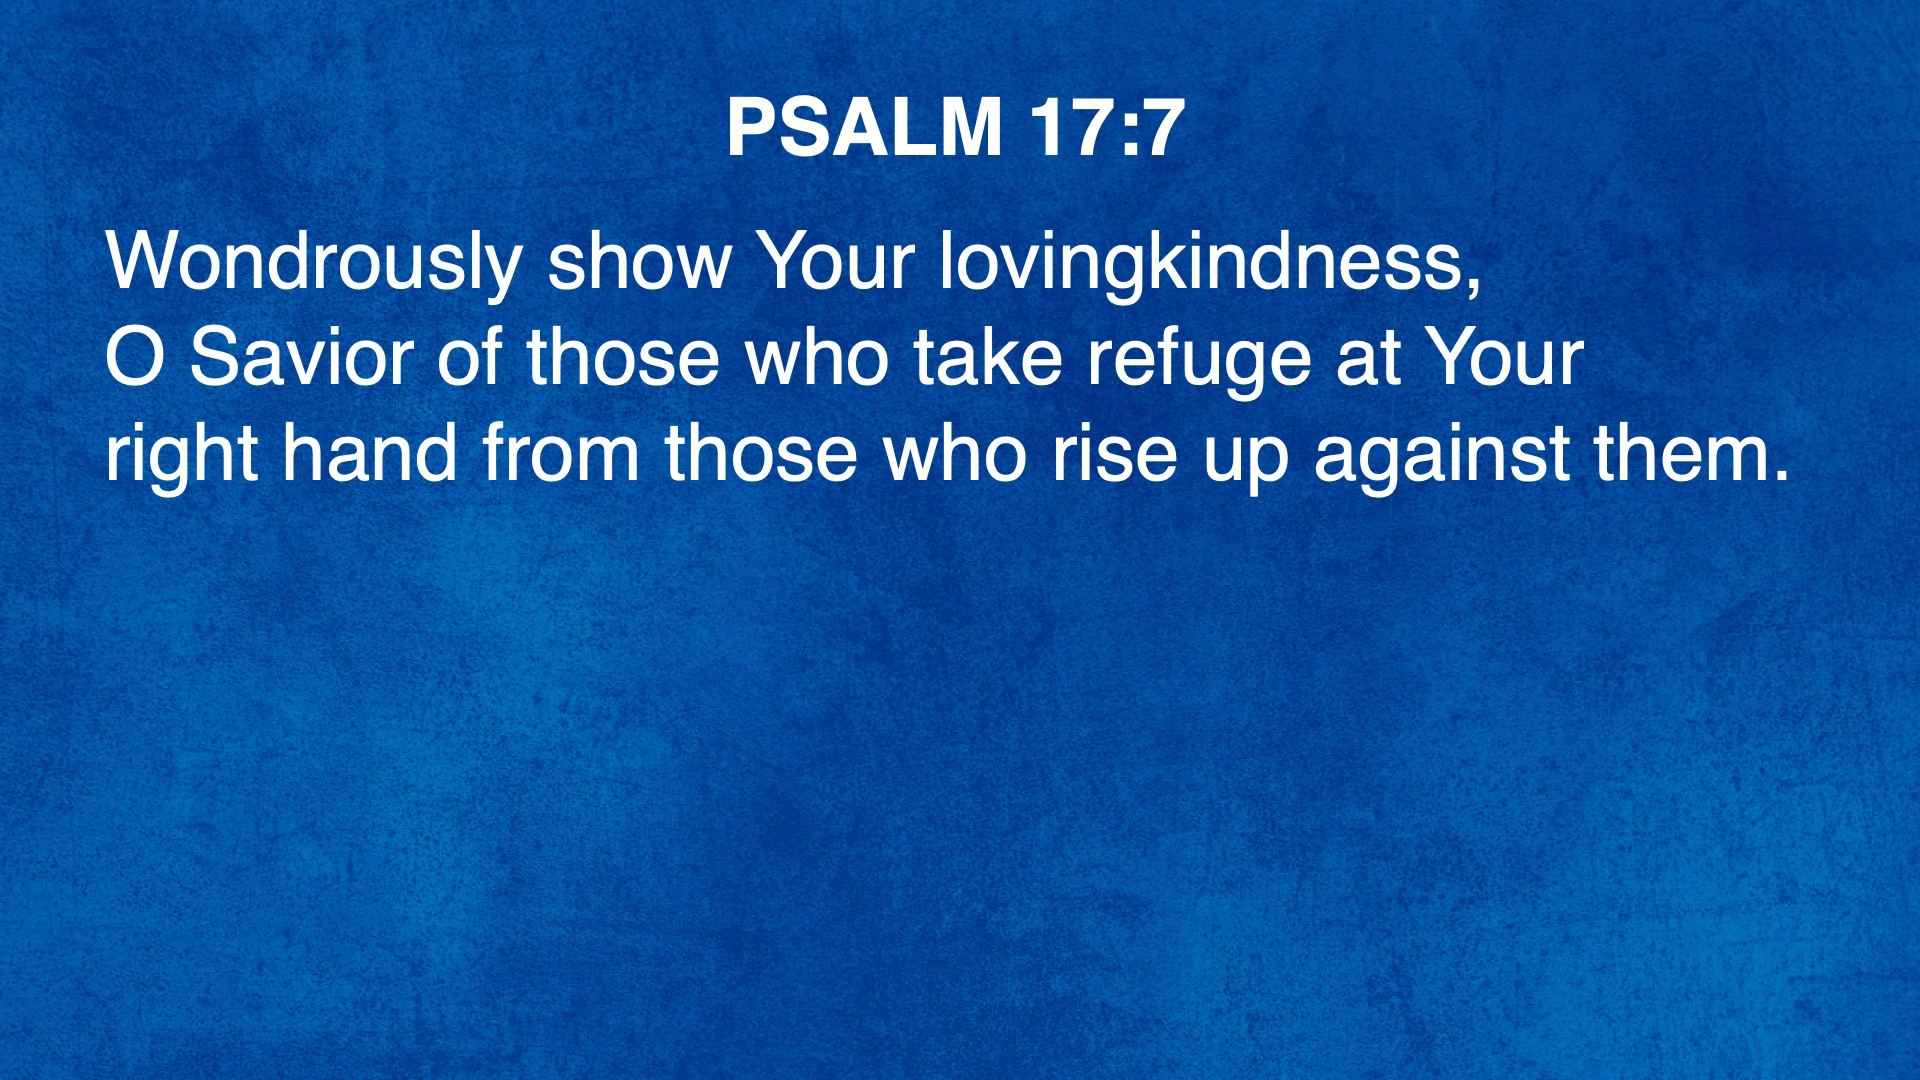 PSALM 17:7
Wondrously show Your lovingkindness,
O Savior of those who take refuge at Your
right hand from those who rise up against them.